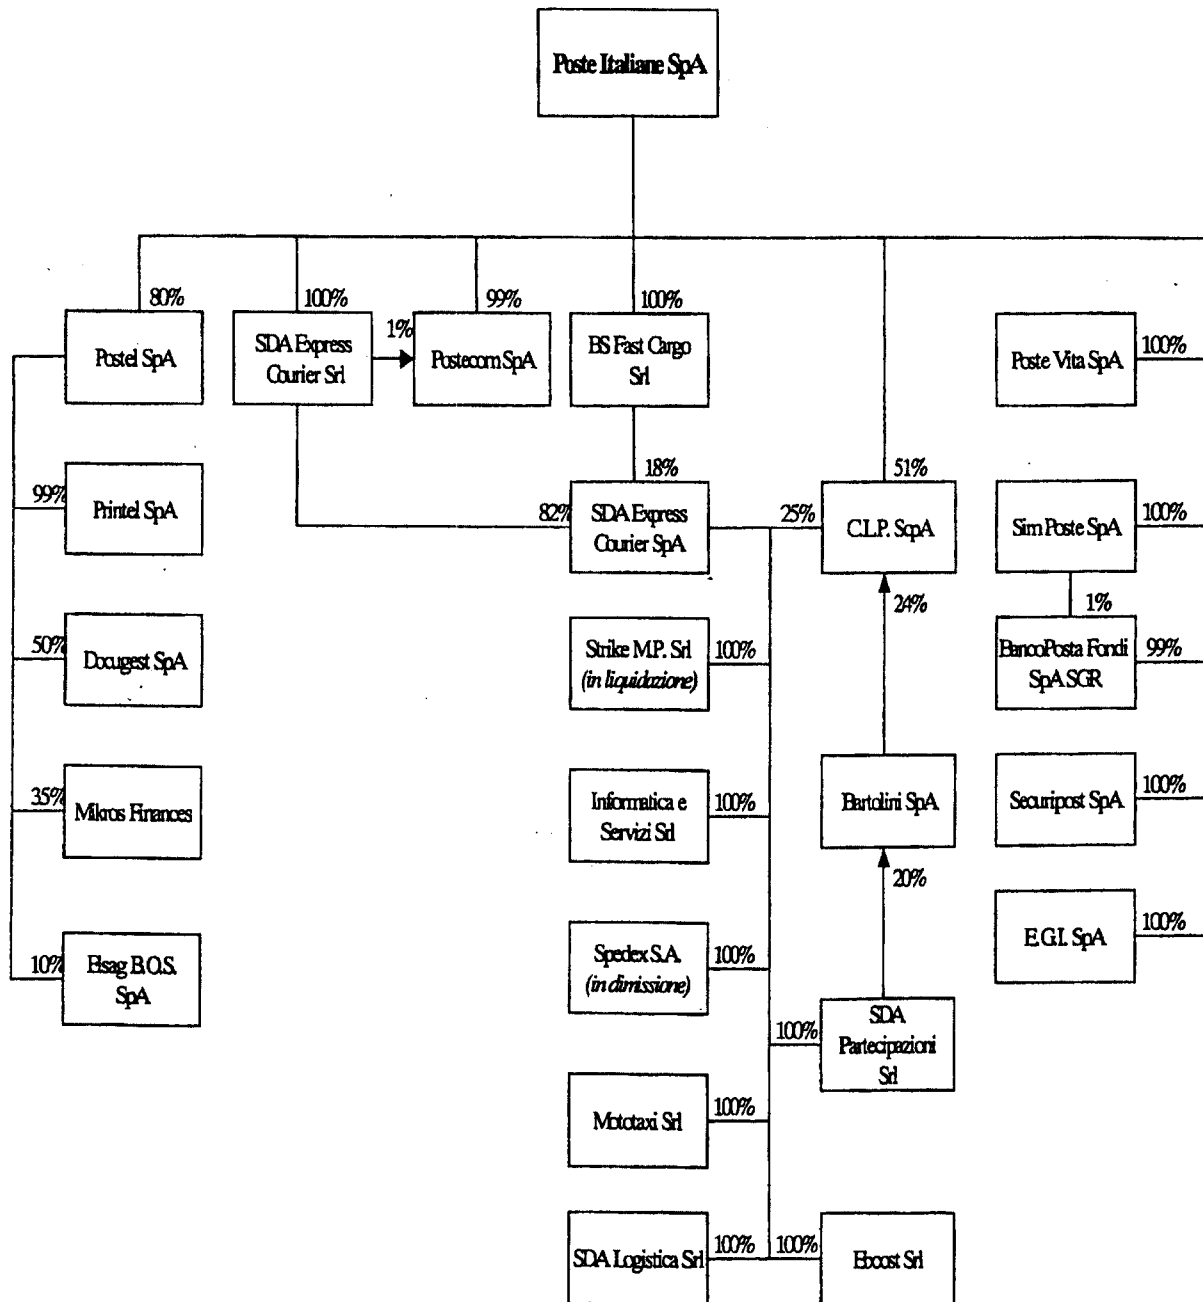 Poste Italiane SpA
80%
100%
99%
100%
Postel SpA
SDA Express
Courier Srl
1%
Postecom SpA
BS Fast Cargo
Srl
Poste Vita SpA
100%
99%
Printel SpA
82%
18%
SDA Express
Courier SpA
25%
51%
C.L.P. ScpA
Sim Poste SpA
100%
1%
24%
50%
Docugest SpA
Strike M.P. Srl
(in liquidazione)
100%
BancoPosta Fondi
SpA SGR
99%
35%
Mikros Finances
Informatica e
Servizi Srl
100%
Bartolini SpA
20%
Securipost SpA
100%
10%
Elsag B.O.S.
SpA
Spedex S.A.
(in dimissione)
100%
E.G.I. SpA
100%
100%
SDA
Partecipazioni
Srl
Mototaxi Srl
100%
SDA Logistica Srl
100%
100%